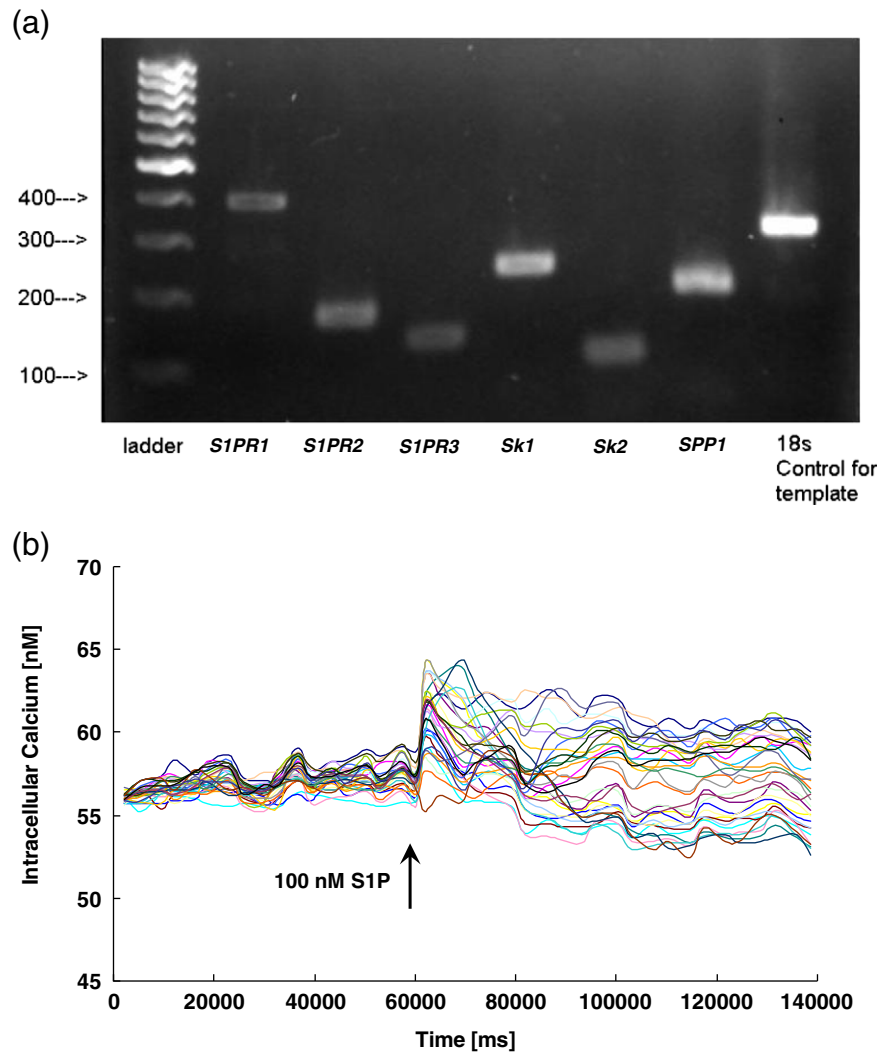 (a)
400--->
300--->
200--->
100--->
ladder S1PR1 S1PR2 S1PR3 Sk1 Sk2 SPP1 18s
Control for
template
(b)
70
65
60
55
50
45
Intracellular Calcium [nM]
100 nM S1P
0 20000 40000 60000 80000 100000 120000 140000
Time [ms]